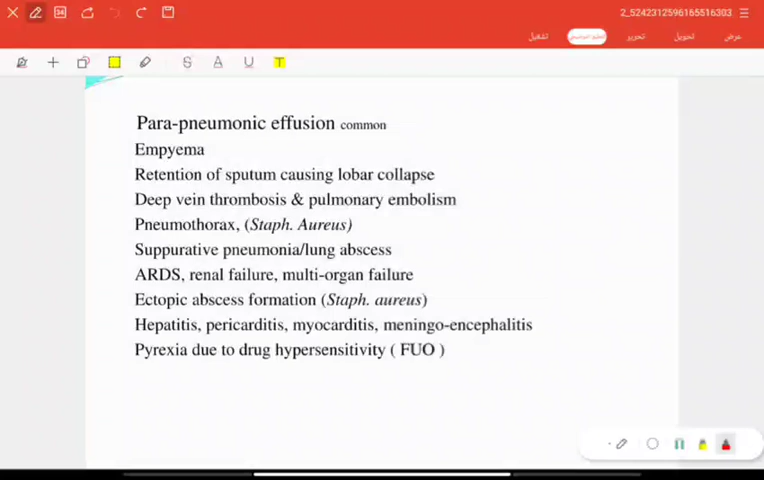 2_5242312596165516303
34
عرض
تحويل
تحرير
تشغيل
S A U T
Para-pneumonic effusion common
Empyema
Retention of sputum causing lobar collapse
Deep vein thrombosis & pulmonary embolism
Pneumothorax, (Staph. Aureus)
Suppurative pneumonia/lung abscess
ARDS, renal failure, multi-organ failure
Ectopic abscess formation (Staph. aureus)
Hepatitis, pericarditis, myocarditis, meningo-encephalitis
Pyrexia due to drug hypersensitivity ( FUO )